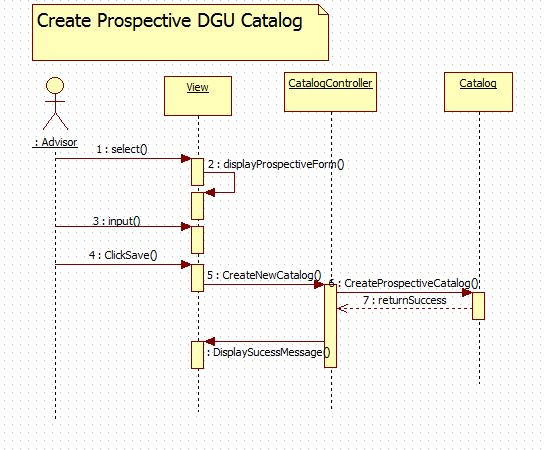 Create Prospective DGU Catalog
View
CatalogController
Catalog
: Advisor
1 : select()
2 : displayProspectiveForm()
3 : input()
4 : ClickSave()
5 : CreateNewCatalog()
6 : CreateProspectiveCatalog()
7 : returnSuccess
: DisplaySucessMessage()